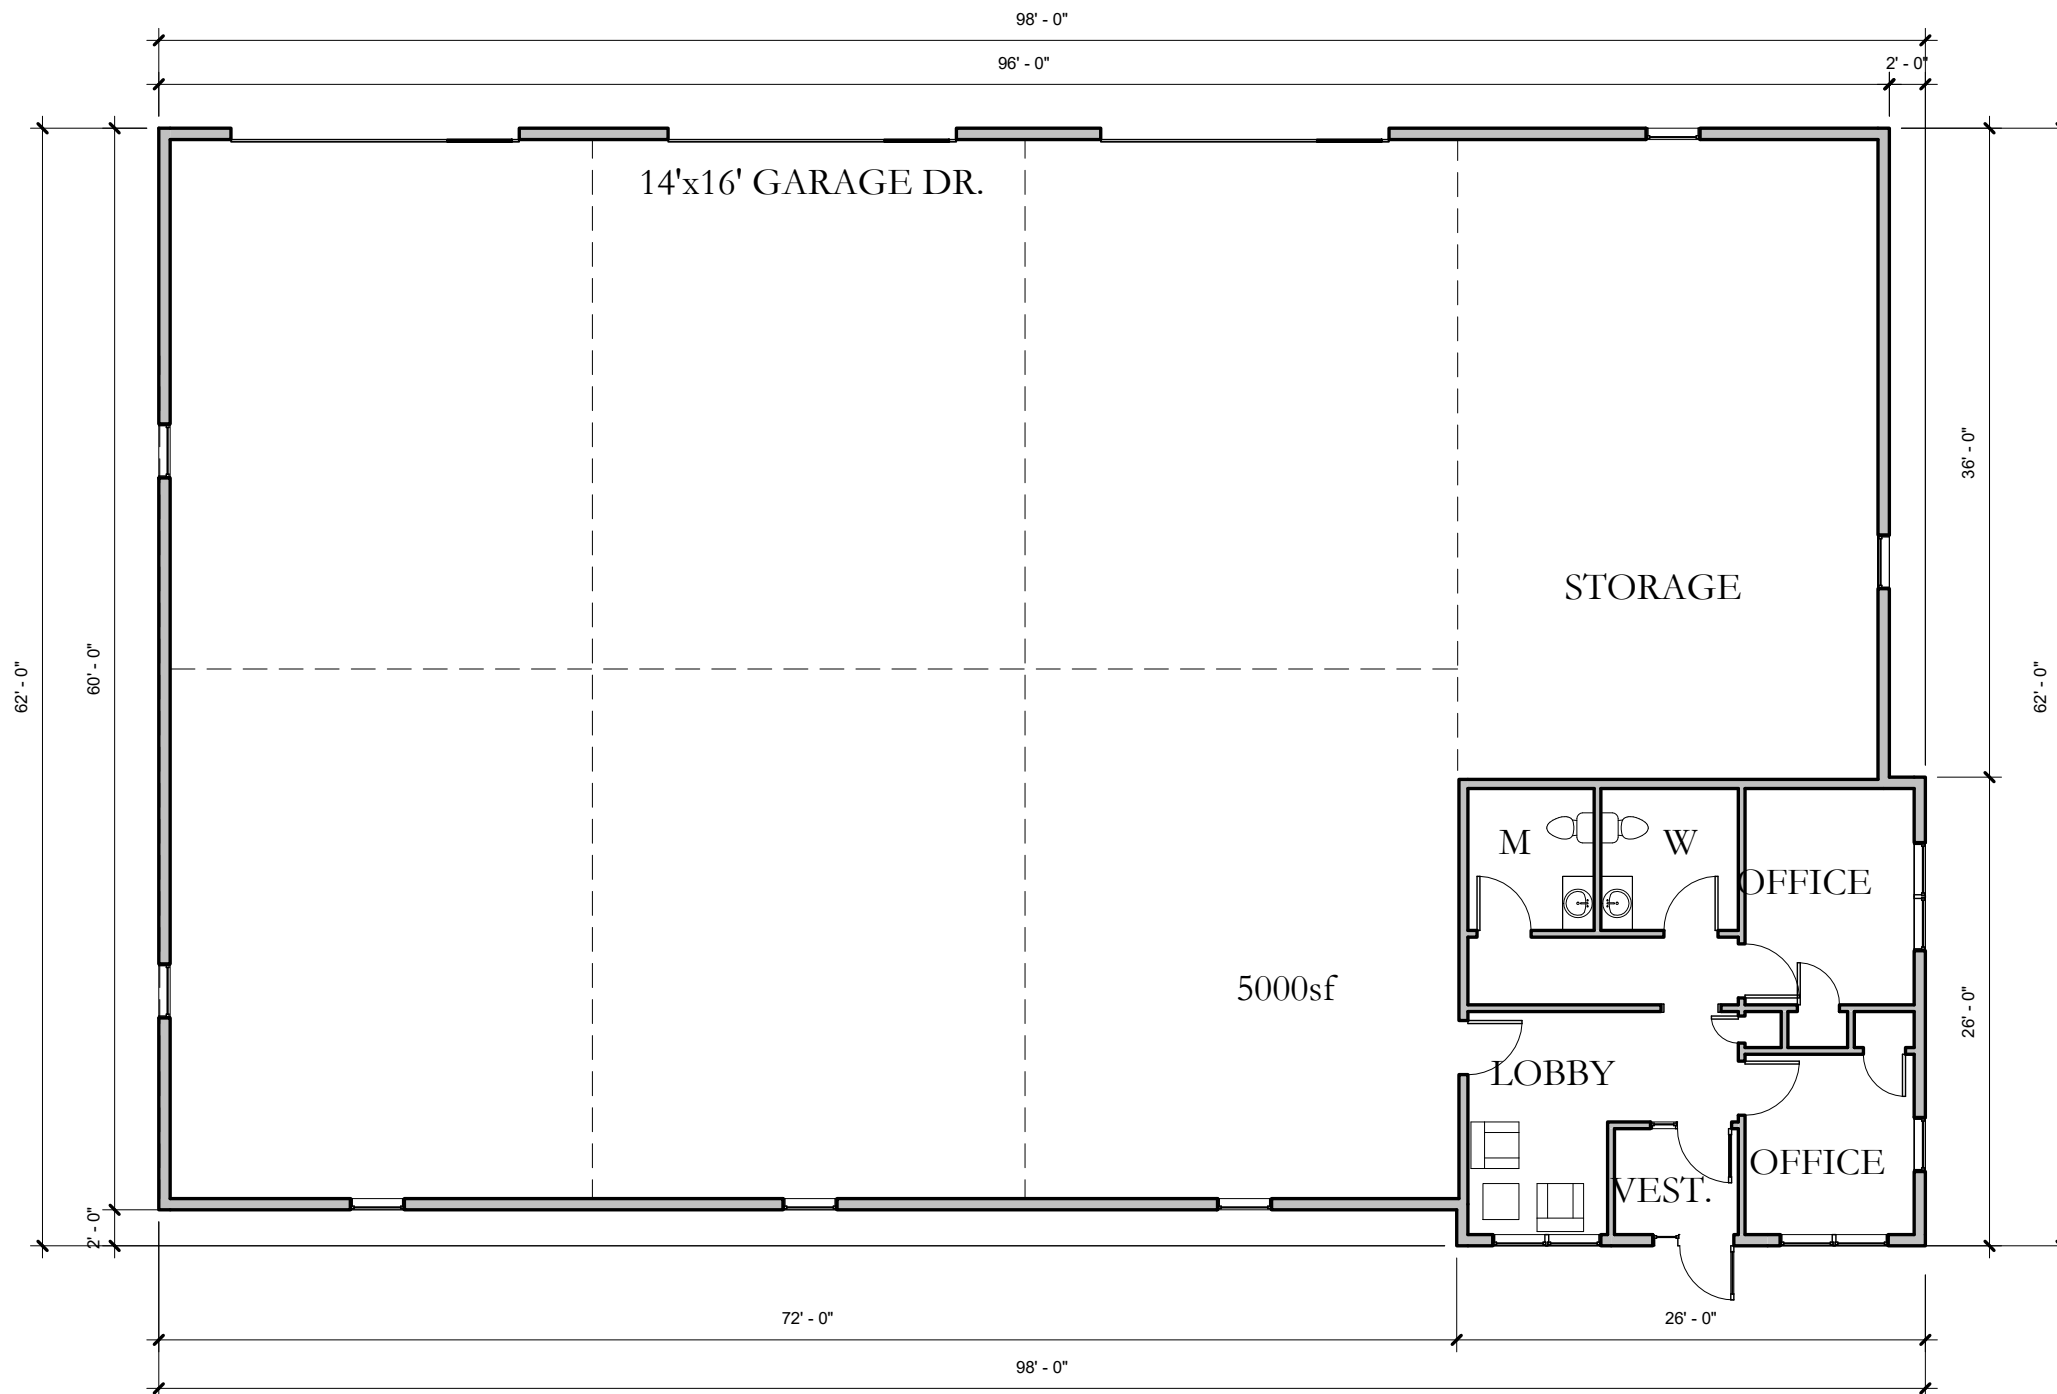 98' - 0"
96' - 0"
2' - 0"
14'x16' GARAGE DR.
36' - 0"
STORAGE
62' - 0"
60' - 0"
62' - 0"
M
W
OFFICE
5000sf
26' - 0"
LOBBY
OFFICE
VEST.
2' - 0"
72' - 0"
26' - 0"
98' - 0"